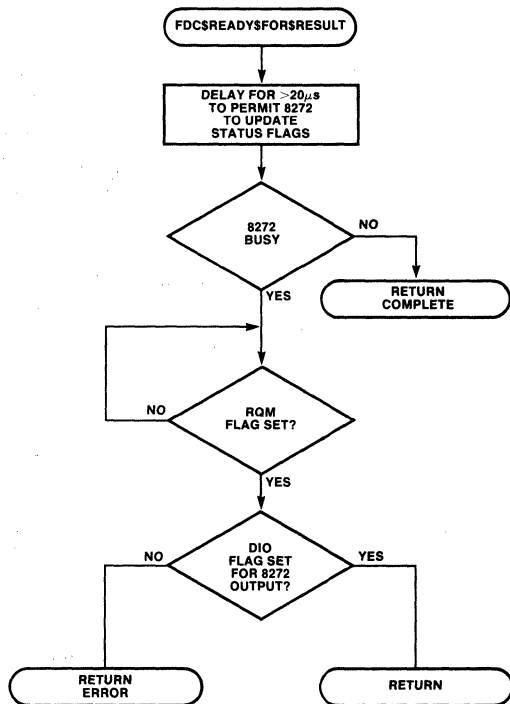 FDC$READY$FOR$RESULT
DELAY FOR >20μs
TO PERMIT 8272
TO UPDATE
STATUS FLAGS
8272
BUSY
NO
RETURN
COMPLETE
YES
NO
RQM
FLAG SET?
YES
NO
DIO
FLAG SET
FOR 8272
OUTPUT?
YES
RETURN
ERROR
RETURN